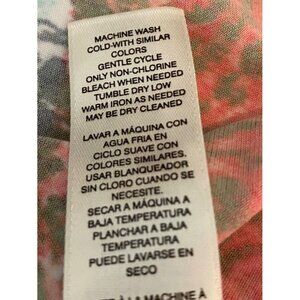 MACHINE WASH
COLD-WITH SIMILAR
COLORS
GENTLE CYCLE
ONLY NON-CHLORINE
BLEACH WHEN NEEDED
TUMBLE DRY LOW
WARM IRON AS NEEDED
MAY BE DRY CLEANED
LAVAR A MÁQUINA CON
AGUA FRIA EN
CICLO SUAVE CON
COLORES SIMILARES.
USAR BLANQUEADOR
SIN CLORO CUANDO SE
NECESITE.
SECAR A MÁQUINA A
BAJA TEMPERATURA
PLANCHAR A BAJA
TEMPERATURA
PUEDE LAVARSE EN
SECO
À LA MACHINE À